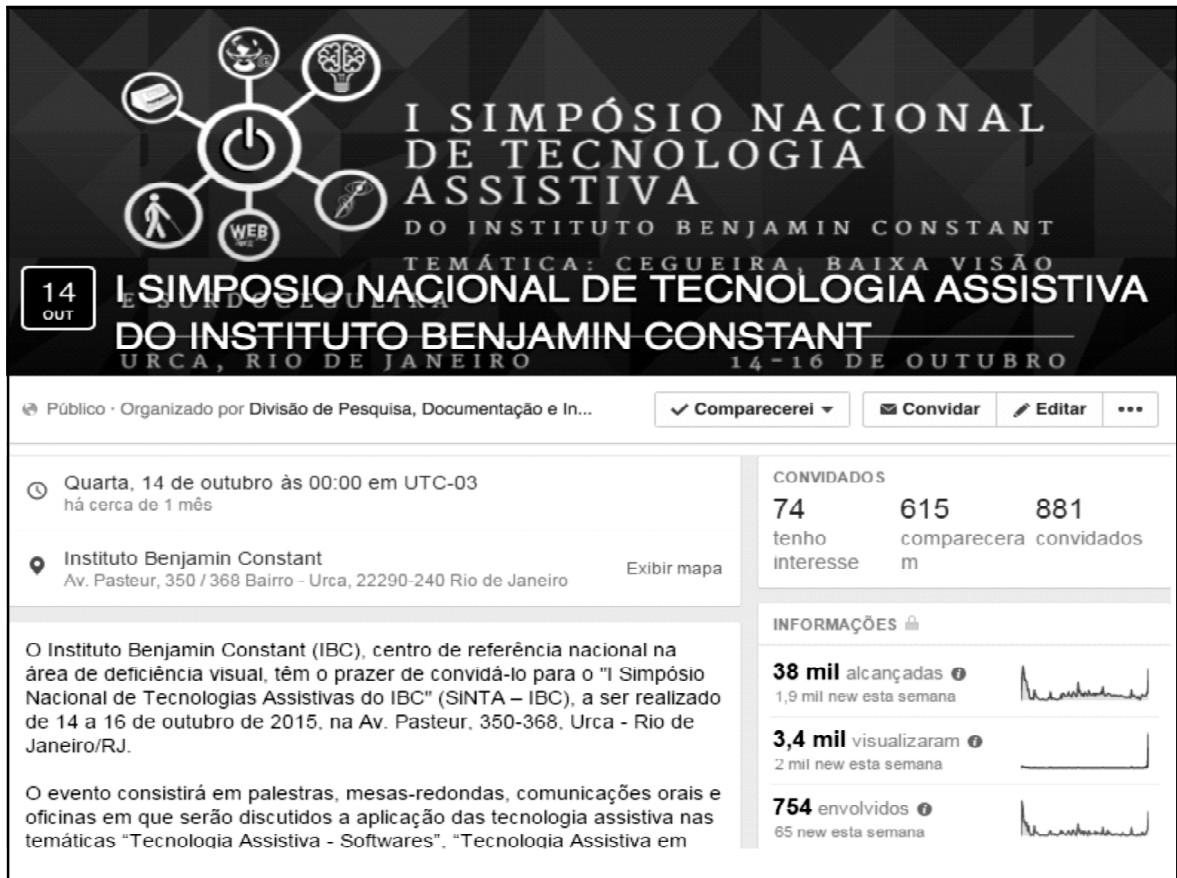 I SIMPÓSIO NACIONAL
DE TECNOLOGIA
ASSISTIVA
DO INSTITUTO BENJAMIN CONSTANT
TEMÁTICA: CEGUEIRA, BAIXA VISÃO
E SURDOCEGUEIRA
URCA, RIO DE JANEIRO 14-16 DE OUTUBRO
WEB
14
OUT
I SIMPOSIO NACIONAL DE TECNOLOGIA ASSISTIVA
DO INSTITUTO BENJAMIN CONSTANT
Público · Organizado por Divisão de Pesquisa, Documentação e In...
Comparecerei
Convidar
Editar
Quarta, 14 de outubro às 00:00 em UTC-03
há cerca de 1 mês
Instituto Benjamin Constant
Av. Pasteur, 350 / 368 Bairro - Urca, 22290-240 Rio de Janeiro
Exibir mapa
O Instituto Benjamin Constant (IBC), centro de referência nacional na
área de deficiência visual, têm o prazer de convidá-lo para o "I Simpósio
Nacional de Tecnologias Assistivas do IBC" (SiNTA – IBC), a ser realizado
de 14 a 16 de outubro de 2015, na Av. Pasteur, 350-368, Urca - Rio de
Janeiro/RJ.
O evento consistirá em palestras, mesas-redondas, comunicações orais e
oficinas em que serão discutidos a aplicação das tecnologia assistiva nas
temáticas “Tecnologia Assistiva - Softwares”, “Tecnologia Assistiva em
CONVIDADOS
74 615 881
tenho comparecera convidados
interesse m
INFORMAÇÕES
38 mil alcançadas
1,9 mil new esta semana
3,4 mil visualizaram
2 mil new esta semana
754 envolvidos
65 new esta semana